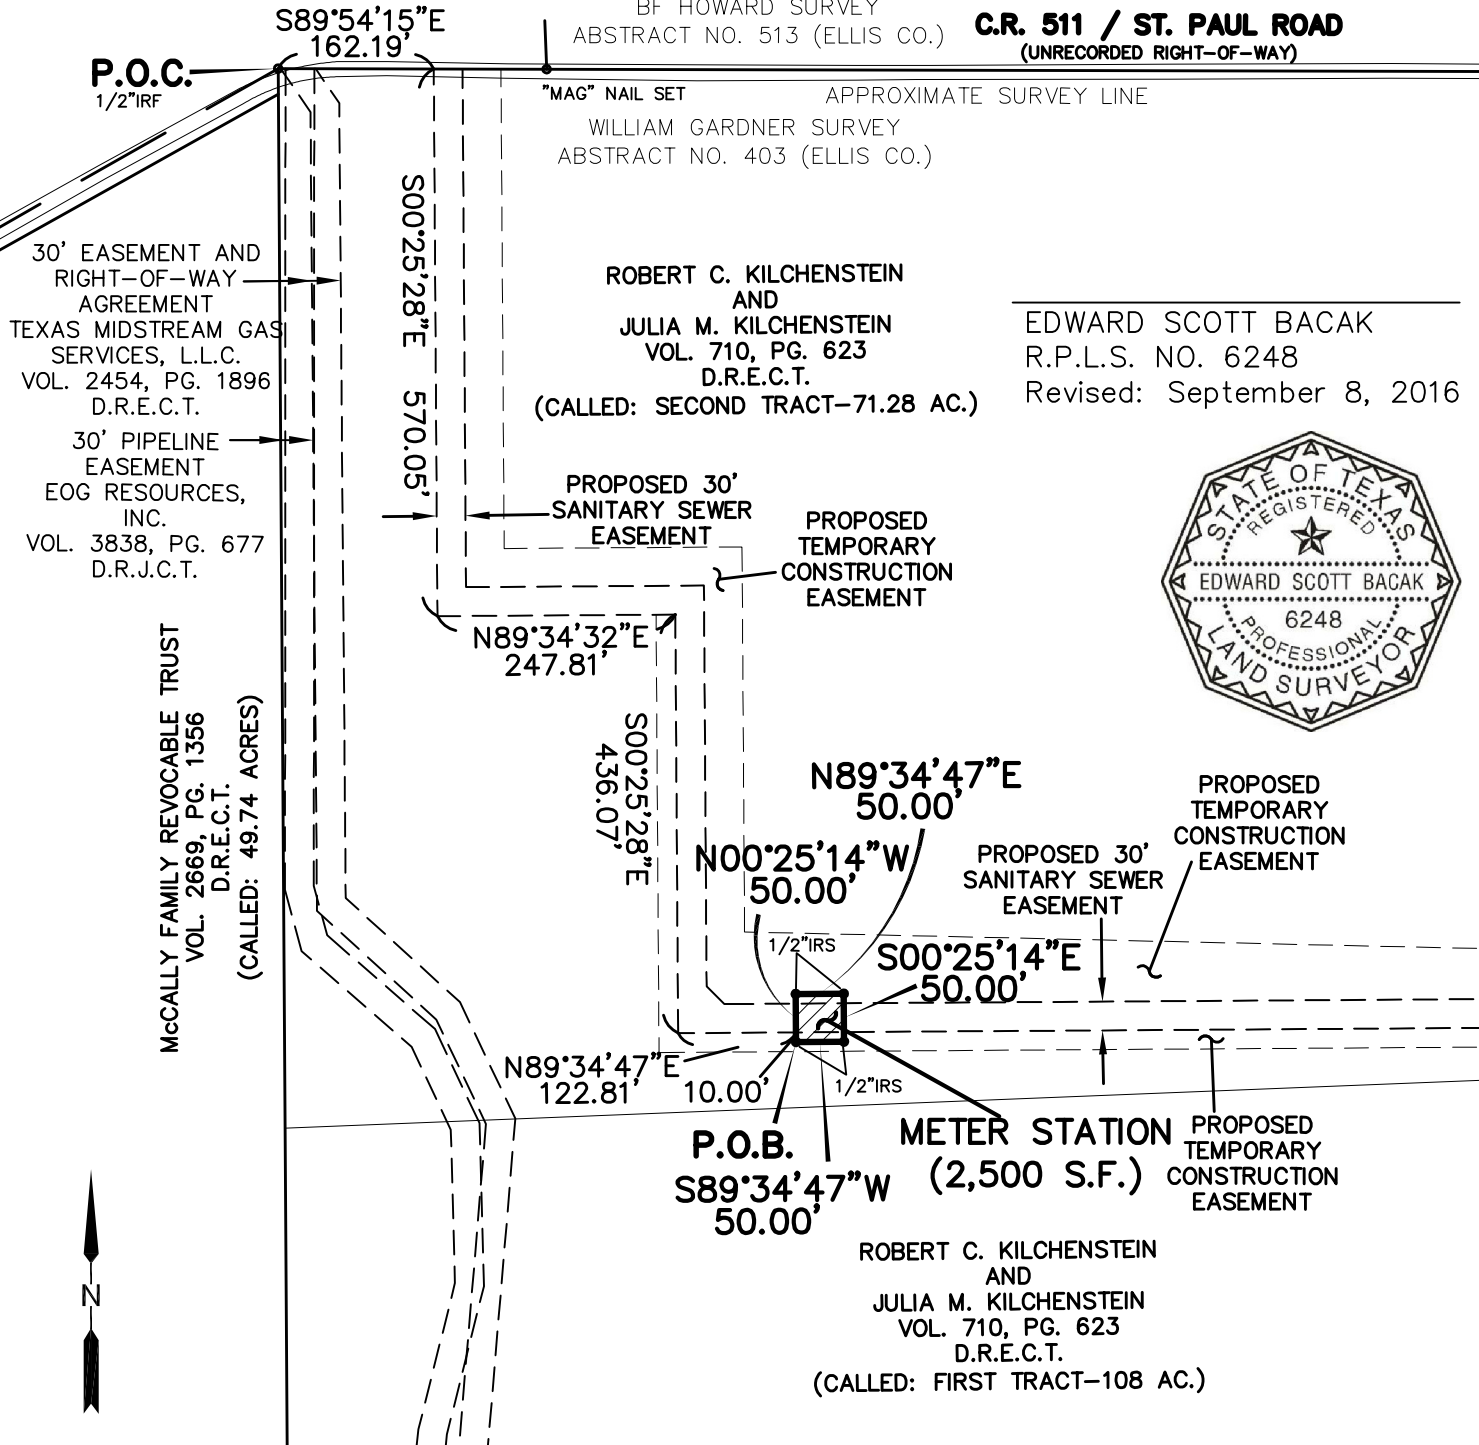 S89°54'15"E
162.19'
BF HOWARD SURVEY
ABSTRACT NO. 513 (ELLIS CO.)
C.R. 511 / ST. PAUL ROAD
(UNRECORDED RIGHT-OF-WAY)
P.O.C.
1/2"IRF
"MAG" NAIL SET
APPROXIMATE SURVEY LINE
WILLIAM GARDNER SURVEY
ABSTRACT NO. 403 (ELLIS CO.)
S00°25'28"E 570.05'
30' EASEMENT AND
RIGHT-OF-WAY
AGREEMENT
TEXAS MIDSTREAM GAS
SERVICES, L.L.C.
VOL. 2454, PG. 1896
D.R.E.C.T.
30' PIPELINE
EASEMENT
EOG RESOURCES,
INC.
VOL. 3838, PG. 677
D.R.J.C.T.
ROBERT C. KILCHENSTEIN
AND
JULIA M. KILCHENSTEIN
VOL. 710, PG. 623
D.R.E.C.T.
(CALLED: SECOND TRACT-71.28 AC.)
EDWARD SCOTT BACAK
R.P.L.S. NO. 6248
Revised: September 8, 2016
STATE OF TEXAS
REGISTERED
EDWARD SCOTT BACAK
6248
PROFESSIONAL
LAND SURVEYOR
PROPOSED 30'
SANITARY SEWER
EASEMENT
PROPOSED
TEMPORARY
CONSTRUCTION
EASEMENT
N89°34'32"E
247.81'
McCALLY FAMILY REVOCABLE TRUST
VOL. 2669, PG. 1356
D.R.E.C.T.
(CALLED: 49.74 ACRES)
S00°25'28"E
436.07'
N89°34'47"E
50.00'
N00°25'14"W
50.00'
PROPOSED
TEMPORARY
CONSTRUCTION
EASEMENT
PROPOSED 30'
SANITARY SEWER
EASEMENT
1/2"IRS
S00°25'14"E
50.00'
N89°34'47"E
122.81'
10.00'
1/2"IRS
P.O.B.
S89°34'47"W
50.00'
METER STATION
(2,500 S.F.)
PROPOSED
TEMPORARY
CONSTRUCTION
EASEMENT
N
ROBERT C. KILCHENSTEIN
AND
JULIA M. KILCHENSTEIN
VOL. 710, PG. 623
D.R.E.C.T.
(CALLED: FIRST TRACT-108 AC.)